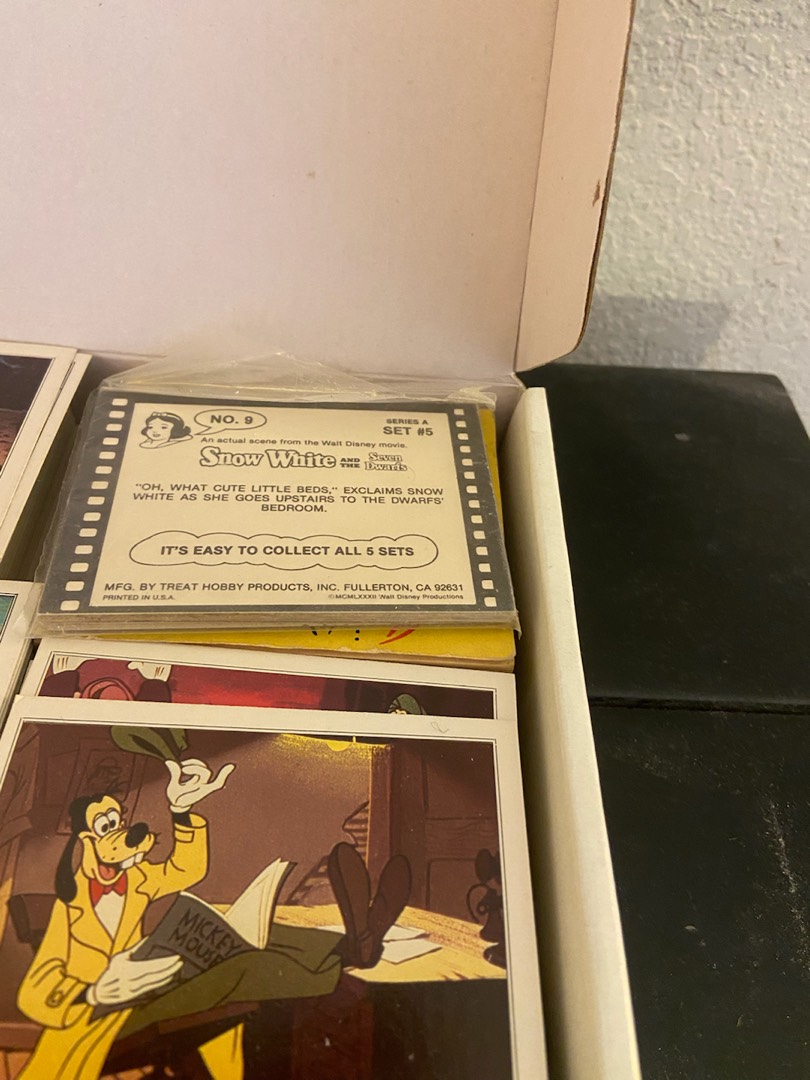 NO. 9
SERIES A
SET #5
An actual scene from the Walt Disney movie.
Snow White AND THE Seven Dwarfs
"OH, WHAT CUTE LITTLE BEDS," EXCLAIMS SNOW
WHITE AS SHE GOES UPSTAIRS TO THE DWARFS'
BEDROOM.
IT'S EASY TO COLLECT ALL 5 SETS
MFG. BY TREAT HOBBY PRODUCTS, INC. FULLERTON, CA 92631
PRINTED IN U.S.A.
©MCMLXXXII Walt Disney Productions
MICKEY
MOUSE